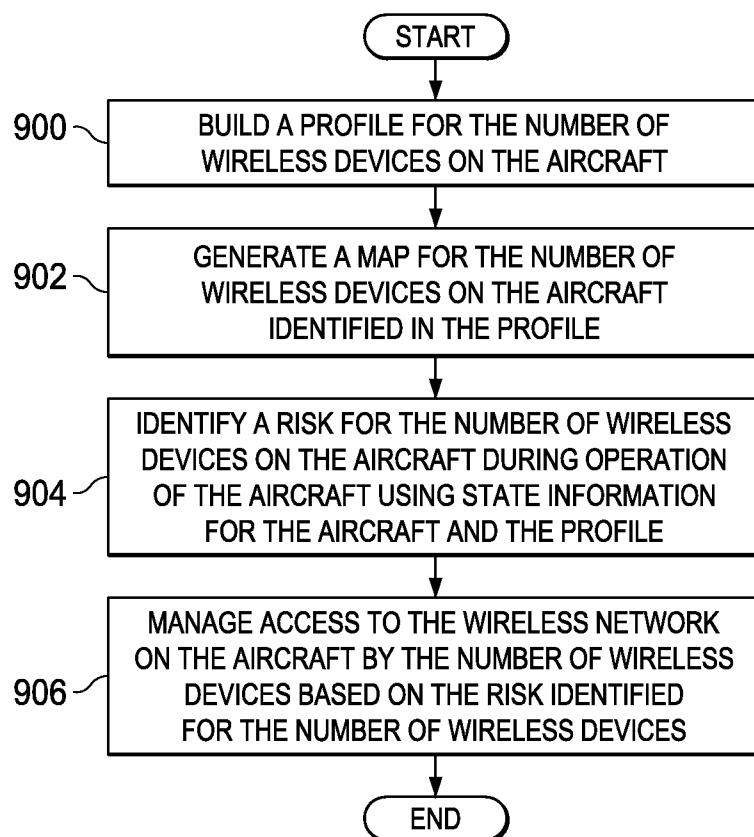 START
900
BUILD A PROFILE FOR THE NUMBER OF
WIRELESS DEVICES ON THE AIRCRAFT
902
GENERATE A MAP FOR THE NUMBER OF
WIRELESS DEVICES ON THE AIRCRAFT
IDENTIFIED IN THE PROFILE
904
IDENTIFY A RISK FOR THE NUMBER OF WIRELESS
DEVICES ON THE AIRCRAFT DURING OPERATION
OF THE AIRCRAFT USING STATE INFORMATION
FOR THE AIRCRAFT AND THE PROFILE
906
MANAGE ACCESS TO THE WIRELESS NETWORK
ON THE AIRCRAFT BY THE NUMBER OF WIRELESS
DEVICES BASED ON THE RISK IDENTIFIED
FOR THE NUMBER OF WIRELESS DEVICES
END